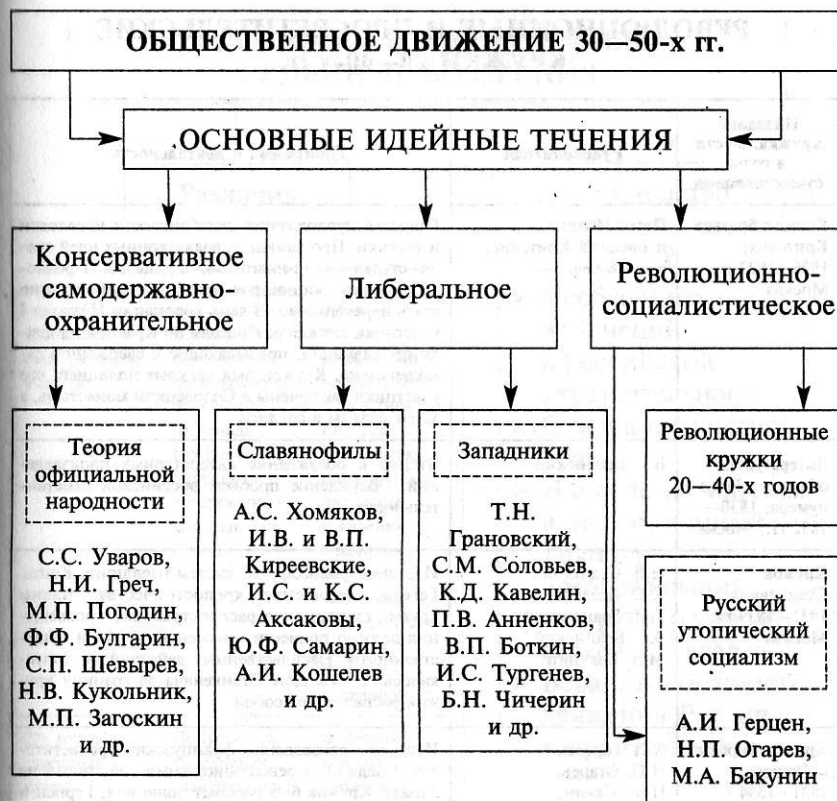 ОБЩЕСТВЕННОЕ ДВИЖЕНИЕ 30—50-х гг.
ОСНОВНЫЕ ИДЕЙНЫЕ ТЕЧЕНИЯ
Консервативное
самодержавно-
охранительное
Либеральное
Революционно-
социалистическое
Теория
официальной
народности
С.С. Уваров,
Н.И. Греч,
М.П. Погодин,
Ф.Ф. Булгарин,
С.П. Шевырев,
Н.В. Кукольник,
М.П. Загоскин
и др.
Славянофилы
А.С. Хомяков,
И.В. и В.П.
Киреевские,
И.С. и К.С.
Аксаковы,
Ю.Ф. Самарин,
А.И. Кошелев
и др.
Западники
Т.Н.
Грановский,
С.М. Соловьев,
К.Д. Кавелин,
П.В. Анненков,
В.П. Боткин,
И.С. Тургенев,
Б.Н. Чичерин
и др.
Революционные
кружки
20—40-х годов
Русский
утопический
социализм
А.И. Герцен,
Н.П. Огарев,
М.А. Бакунин